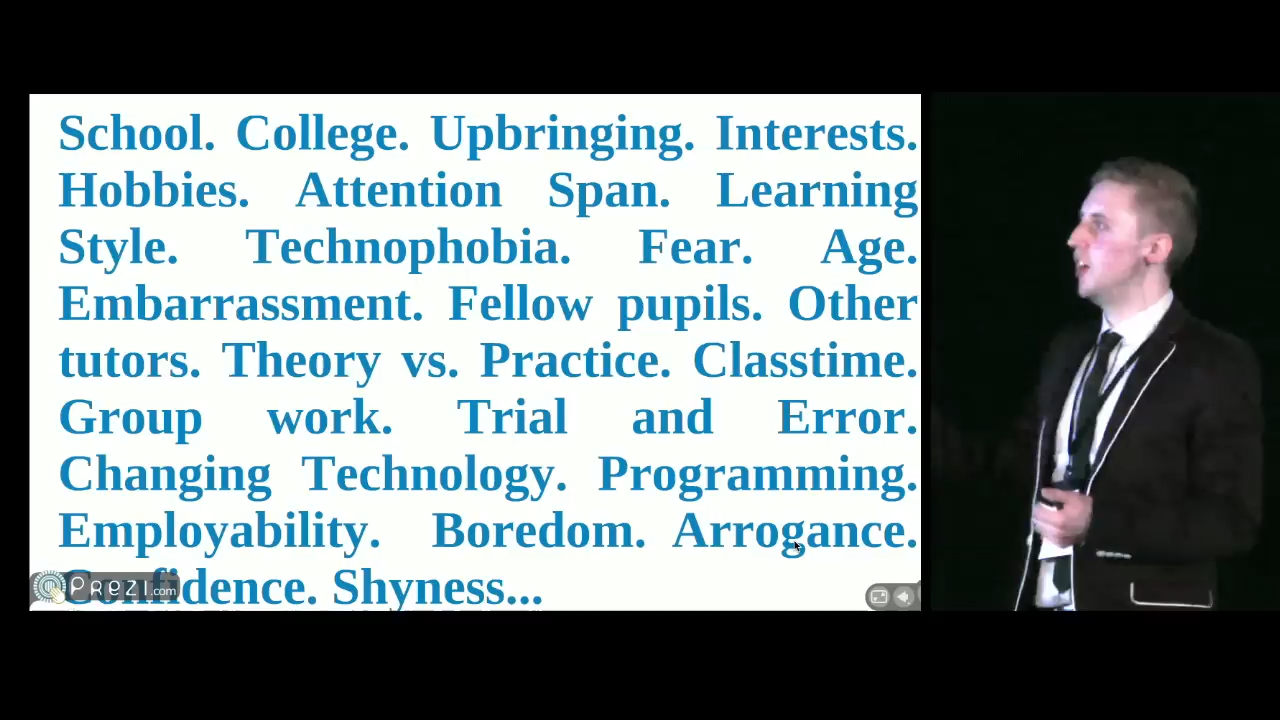 School. College. Upbringing. Interests.
Hobbies. Attention Span. Learning
Style. Technophobia. Fear. Age.
Embarrassment. Fellow pupils. Other
tutors. Theory vs. Practice. Classtime.
Group work. Trial and Error.
Changing Technology. Programming.
Employability. Boredom. Arrogance.
Confidence. Shyness...
Prezi.com